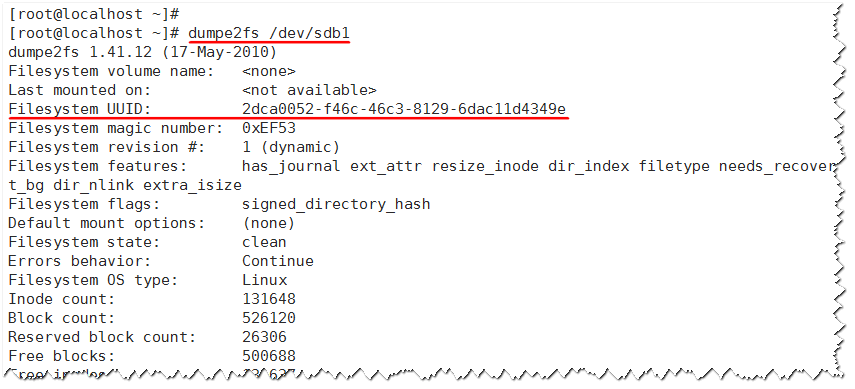 [root@localhost ~]#
[root@localhost ~]# dumpe2fs /dev/sdb1
dumpe2fs 1.41.12 (17-May-2010)
Filesystem volume name:   <none>
Last mounted on:          <not available>
Filesystem UUID:          2dca0052-f46c-46c3-8129-6dac11d4349e
Filesystem magic number:  0xEF53
Filesystem revision #:    1 (dynamic)
Filesystem features:      has_journal ext_attr resize_inode dir_index filetype needs_recover
t_bg dir_nlink extra_isize
Filesystem flags:         signed_directory_hash
Default mount options:    (none)
Filesystem state:         clean
Errors behavior:          Continue
Filesystem OS type:       Linux
Inode count:              131648
Block count:              526120
Reserved block count:     26306
Free blocks:              500688